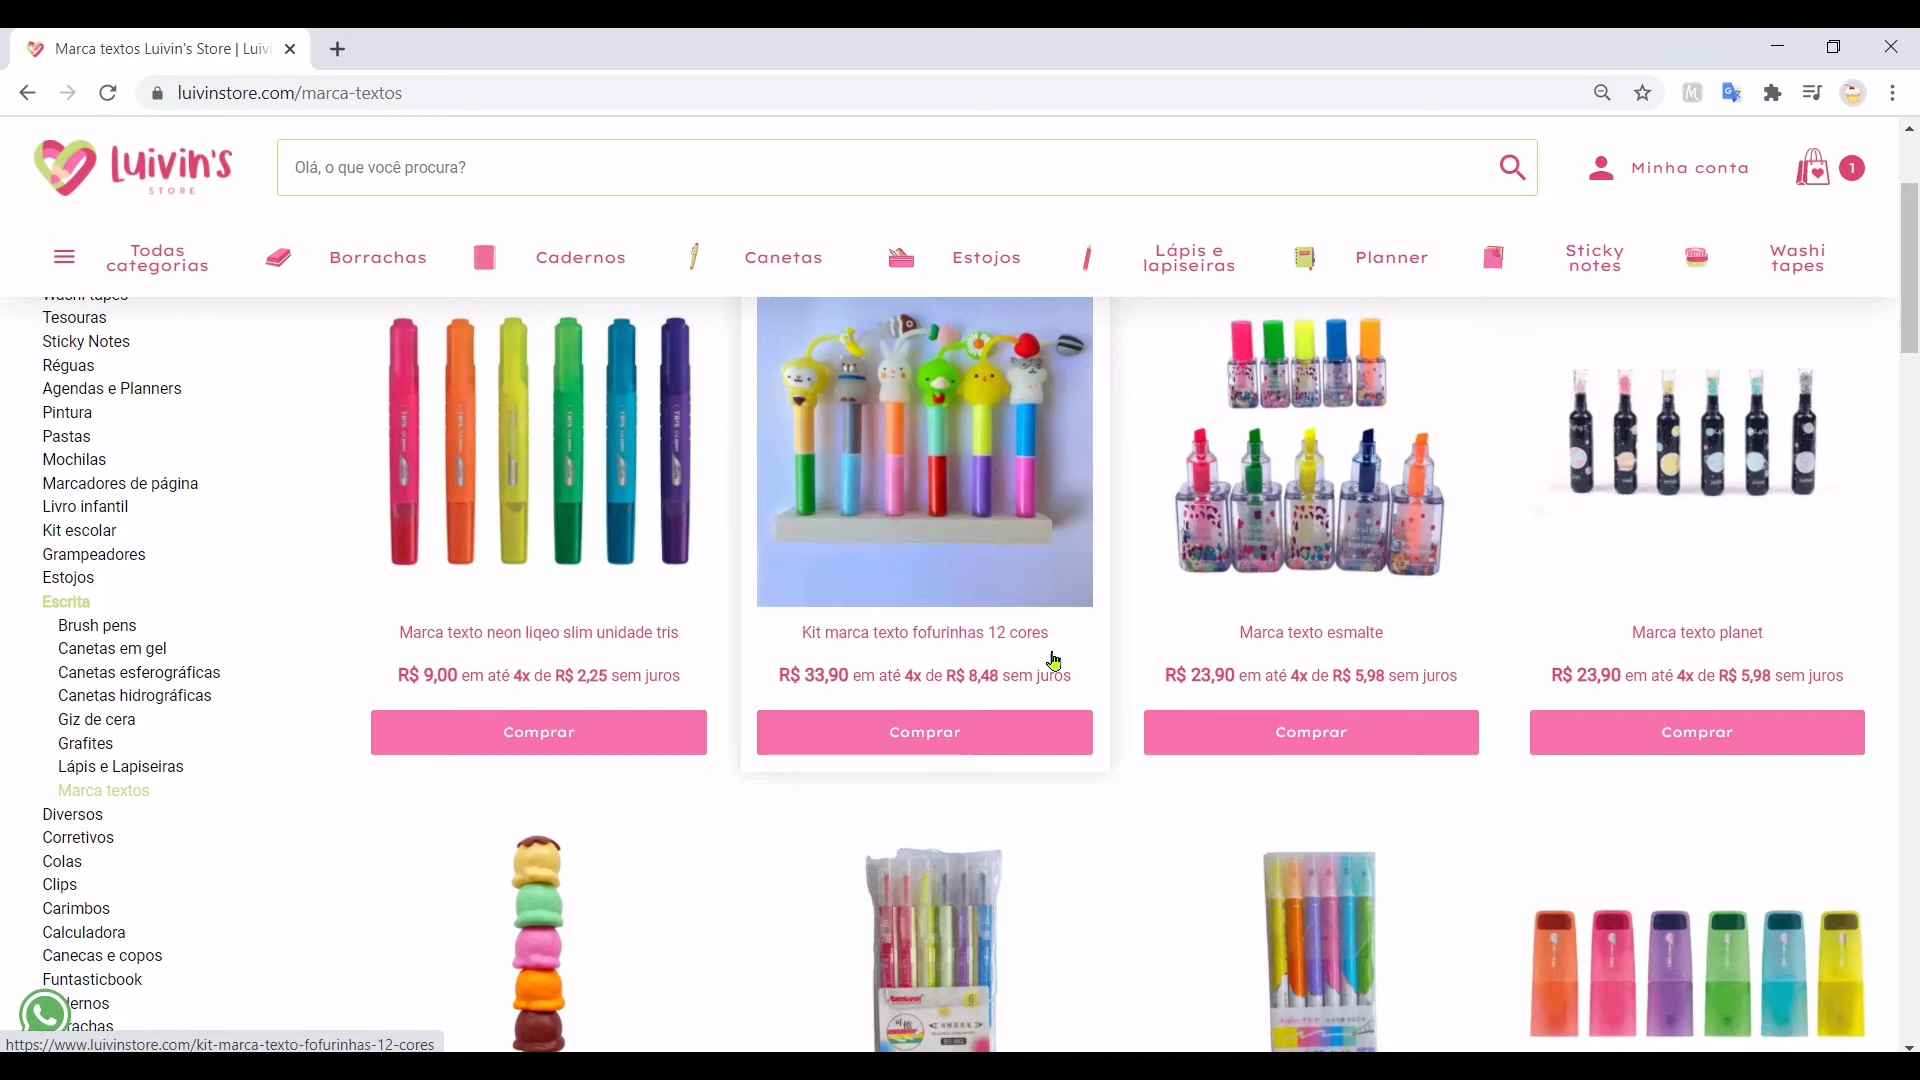 Marca textos Luivin's Store | Luivi
luivinstore.com/marca-textos
luivin's
STORE
Olá, o que você procura?
Minha conta
1
Todas
categorias
Borrachas
Cadernos
Canetas
Estojos
Lápis e
lapiseiras
Planner
Sticky
notes
Washi
tapes
Washi tapes
Tesouras
Sticky Notes
Réguas
Agendas e Planners
Pintura
Pastas
Mochilas
Marcadores de página
Livro infantil
Kit escolar
Grampeadores
Estojos
Escrita
Brush pens
Canetas em gel
Canetas esferográficas
Canetas hidrográficas
Giz de cera
Grafites
Lápis e Lapiseiras
Marca textos
Diversos
Corretivos
Colas
Clips
Carimbos
Calculadora
Canecas e copos
Funtasticbook
dernos
rachas
Marca texto neon liqeo slim unidade tris
R$ 9,00 em até 4x de R$ 2,25 sem juros
Comprar
Kit marca texto fofurinhas 12 cores
R$ 33,90 em até 4x de R$ 8,48 sem juros
Comprar
Marca texto esmalte
R$ 23,90 em até 4x de R$ 5,98 sem juros
Comprar
Marca texto planet
R$ 23,90 em até 4x de R$ 5,98 sem juros
Comprar
https://www.luivinstore.com/kit-marca-texto-fofurinhas-12-cores